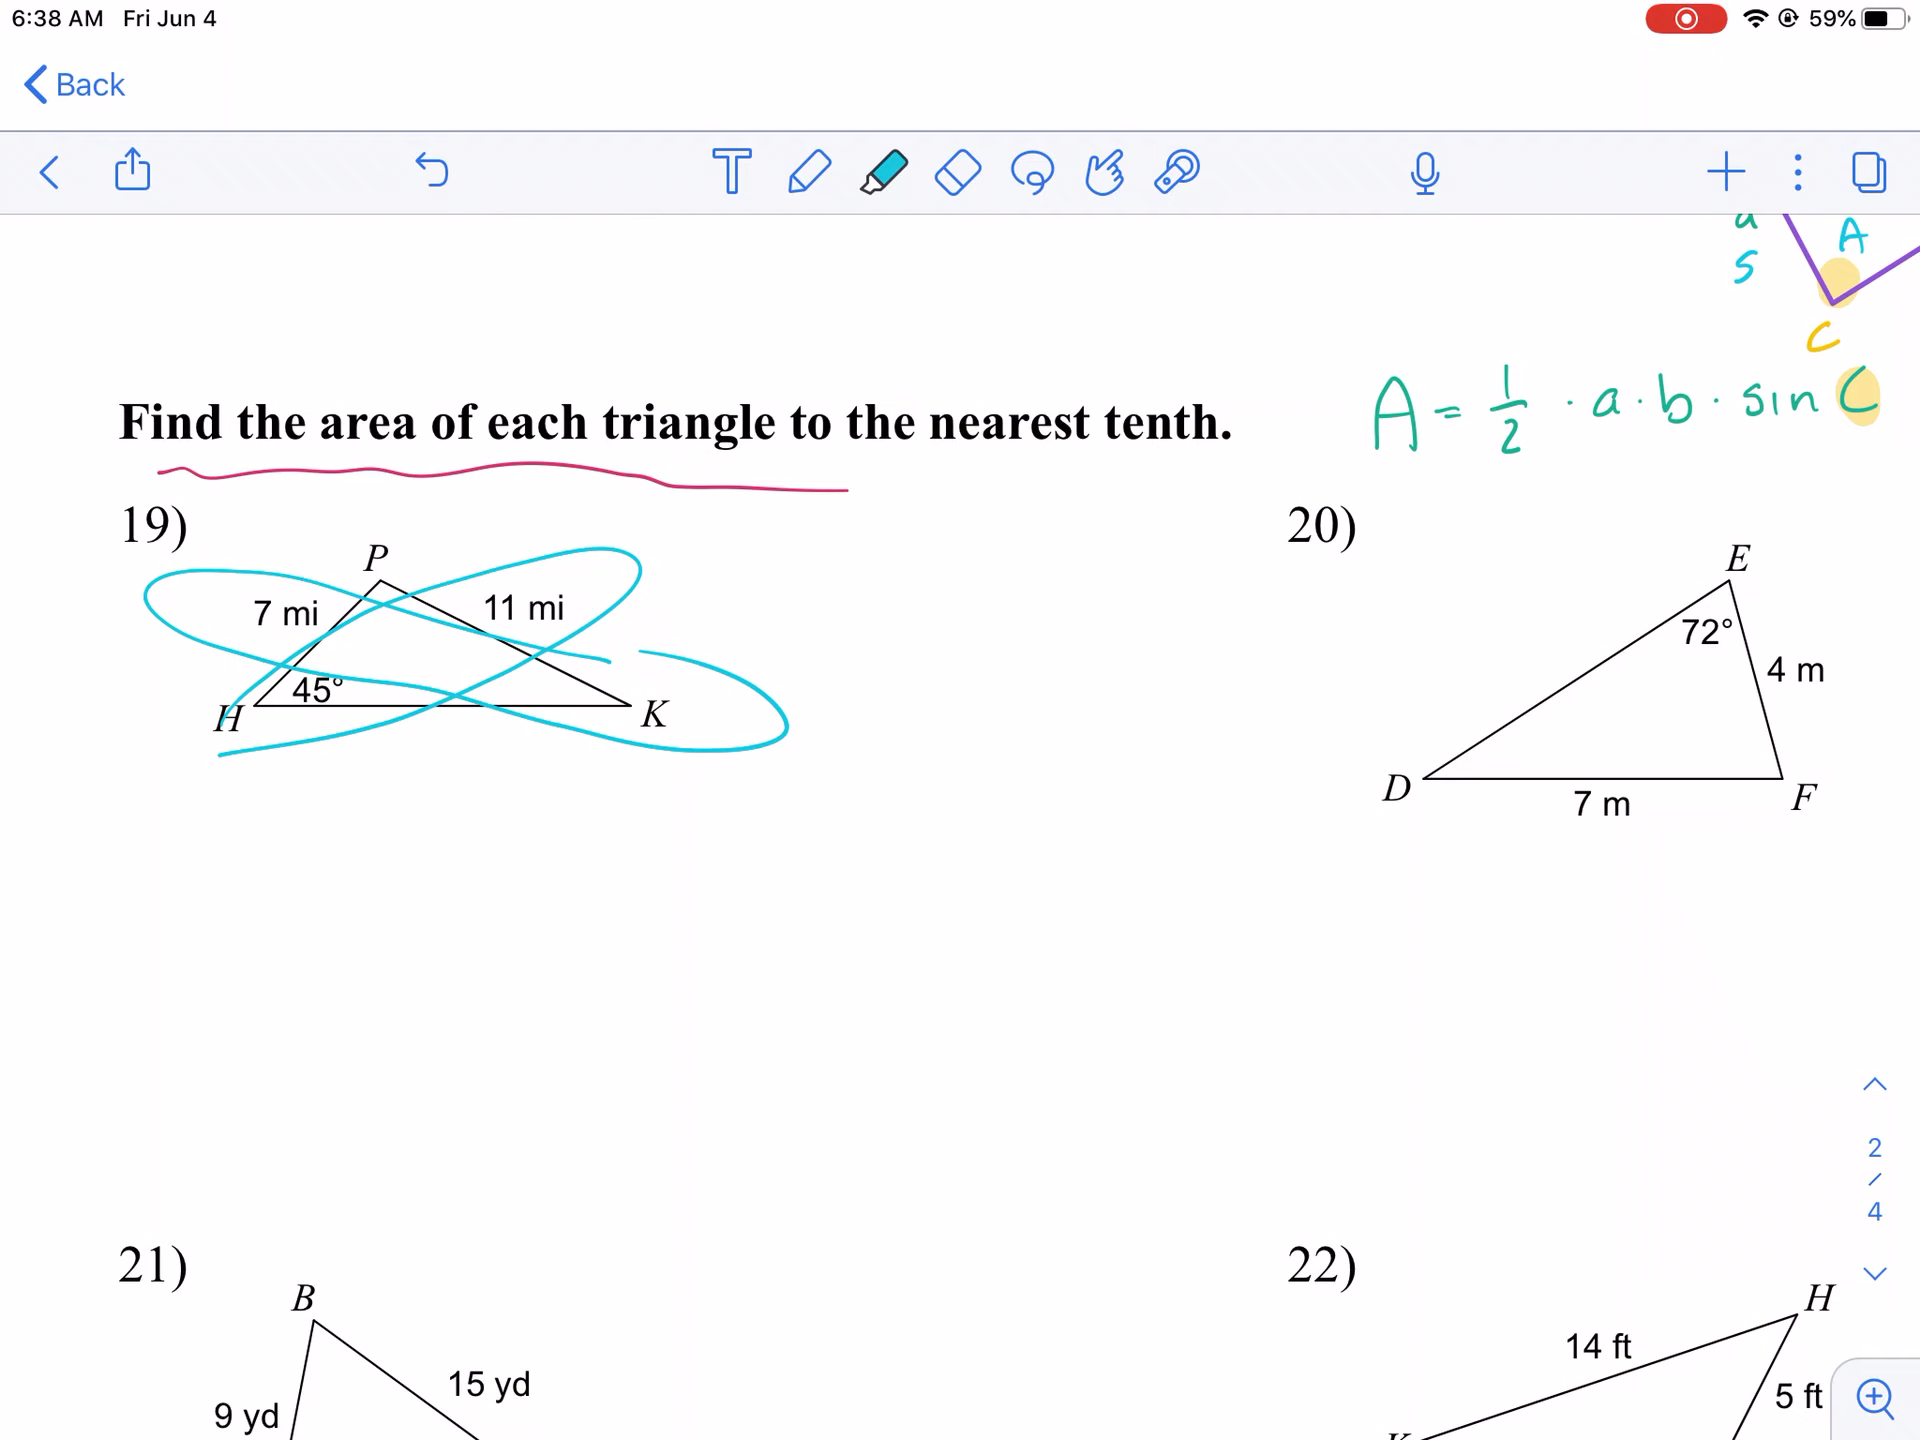 6:38 AM Fri Jun 4
59%
Back
T
a
A
S
C
Find the area of each triangle to the nearest tenth.
A = 1/2 · a · b · sin C
19)
P
7 mi
11 mi
45°
H
K
20)
E
72°
4 m
D
7 m
F
2
/
4
21)
B
15 yd
9 yd
22)
H
14 ft
5 ft